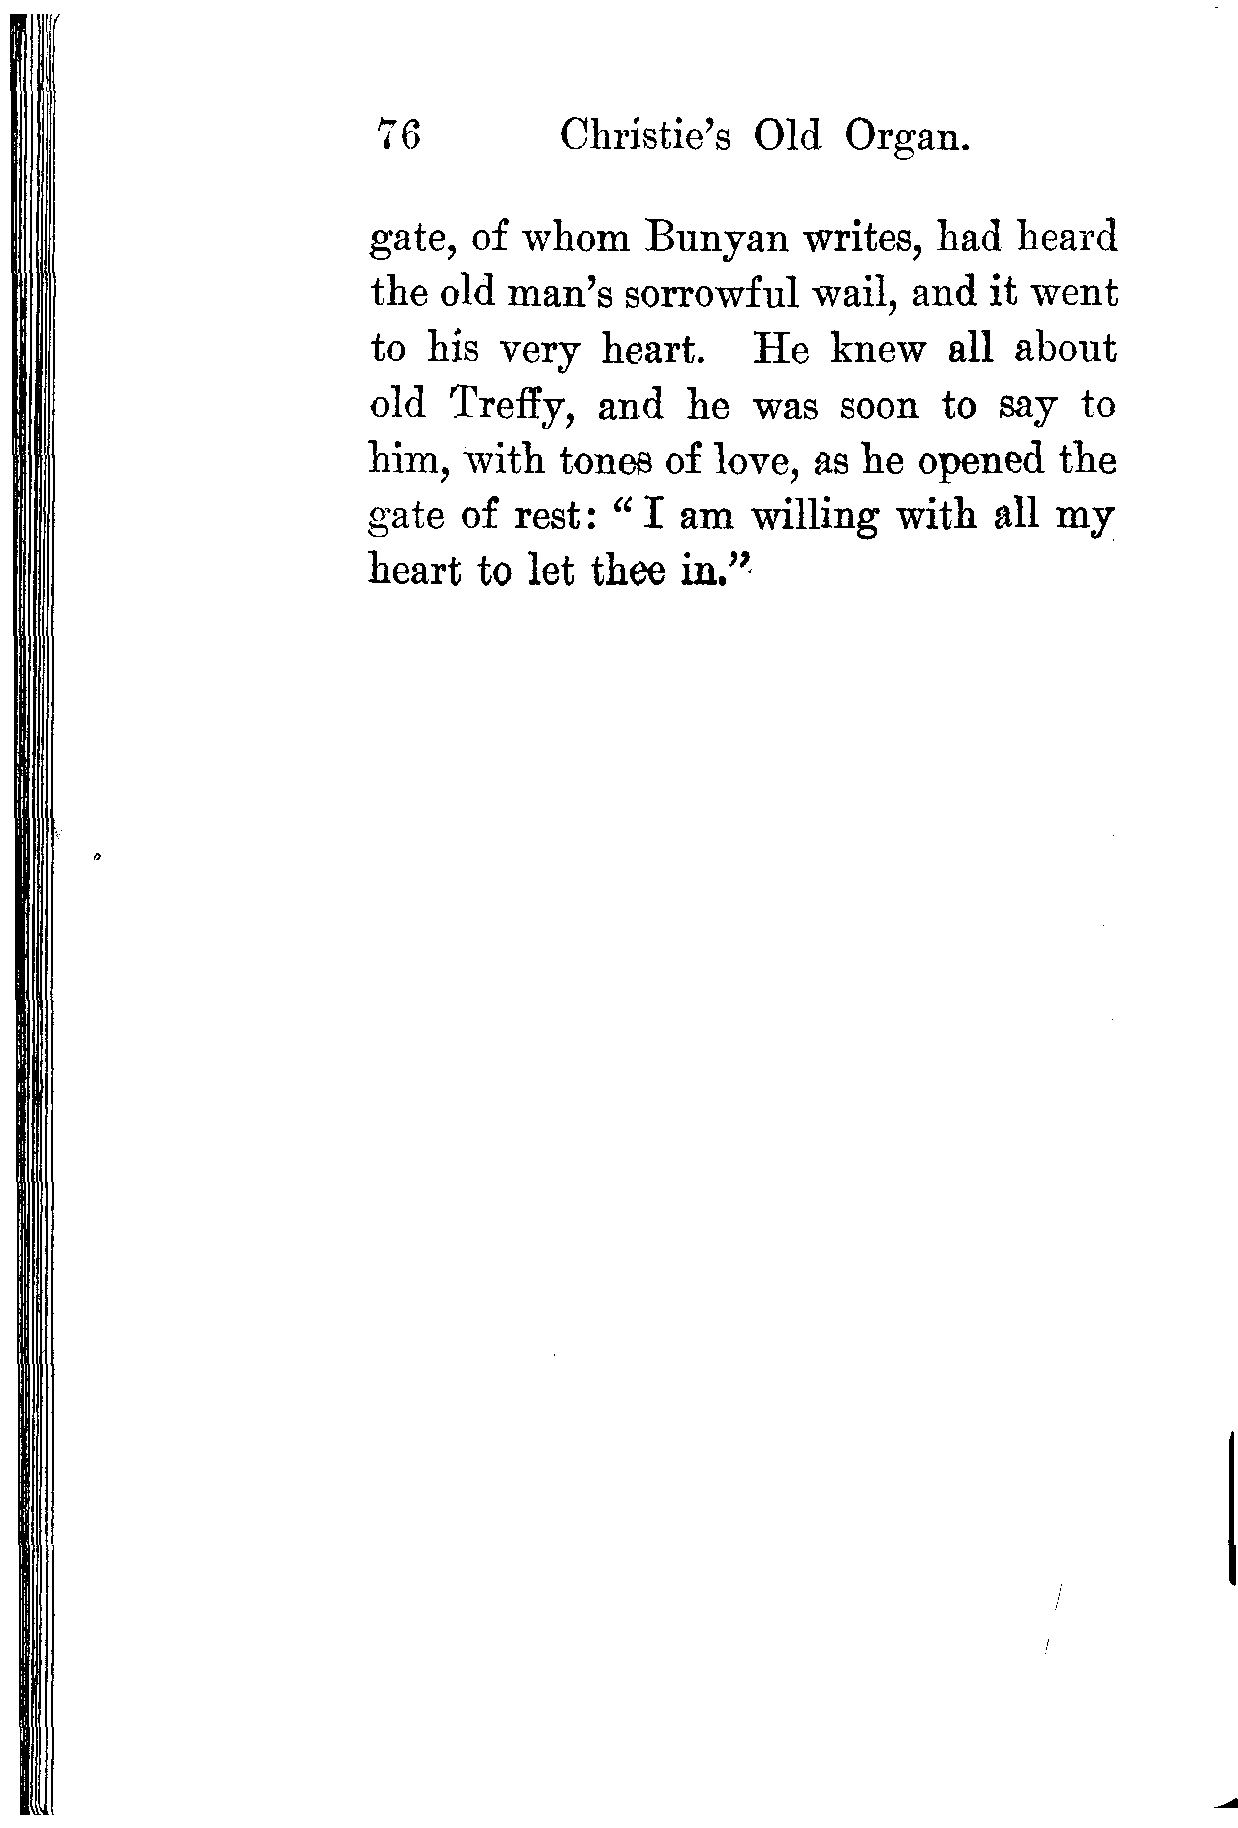 76 Christie's Old Organ.
gate, of whom Bunyan writes, had heard
the old man's sorrowful wail, and it went
to his very heart. He knew all about
old Treffy, and he was soon to say to
him, with tones of love, as he opened the
gate of rest: “I am willing with all my
heart to let thee in.”